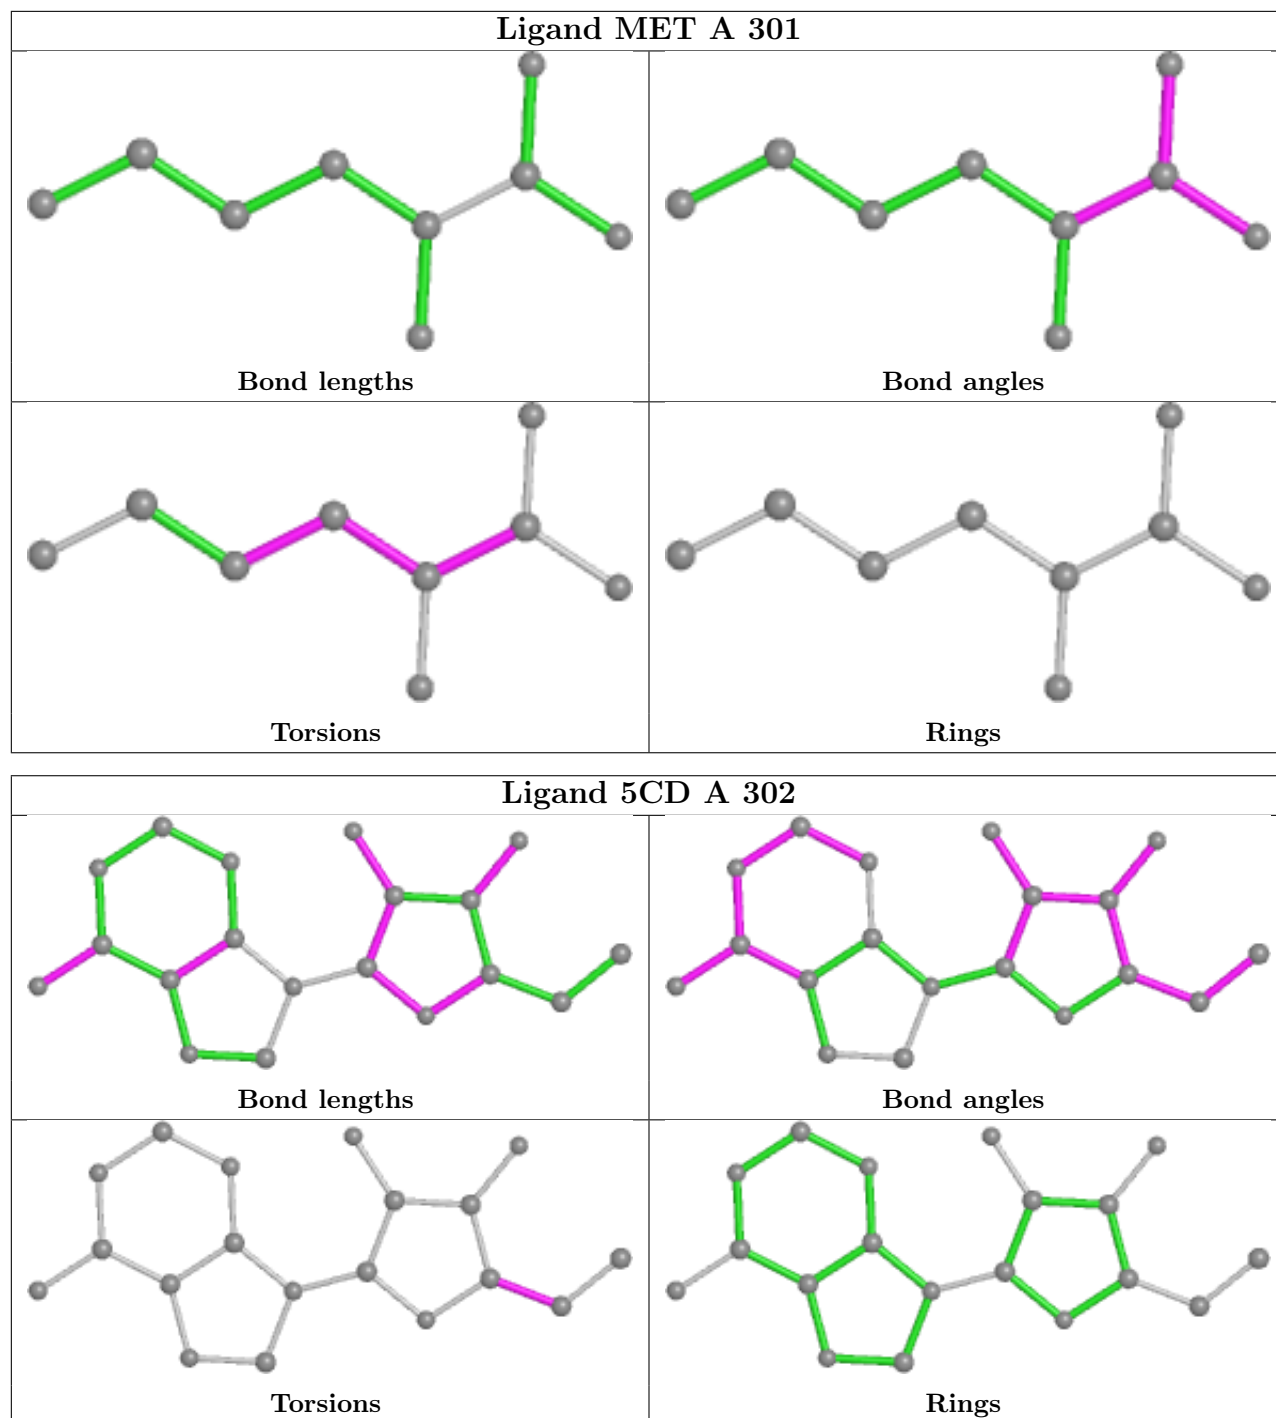 Ligand MET A 301
Bond lengths
Bond angles
Torsions
Rings
Ligand 5CD A 302
Bond lengths
Bond angles
Torsions
Rings